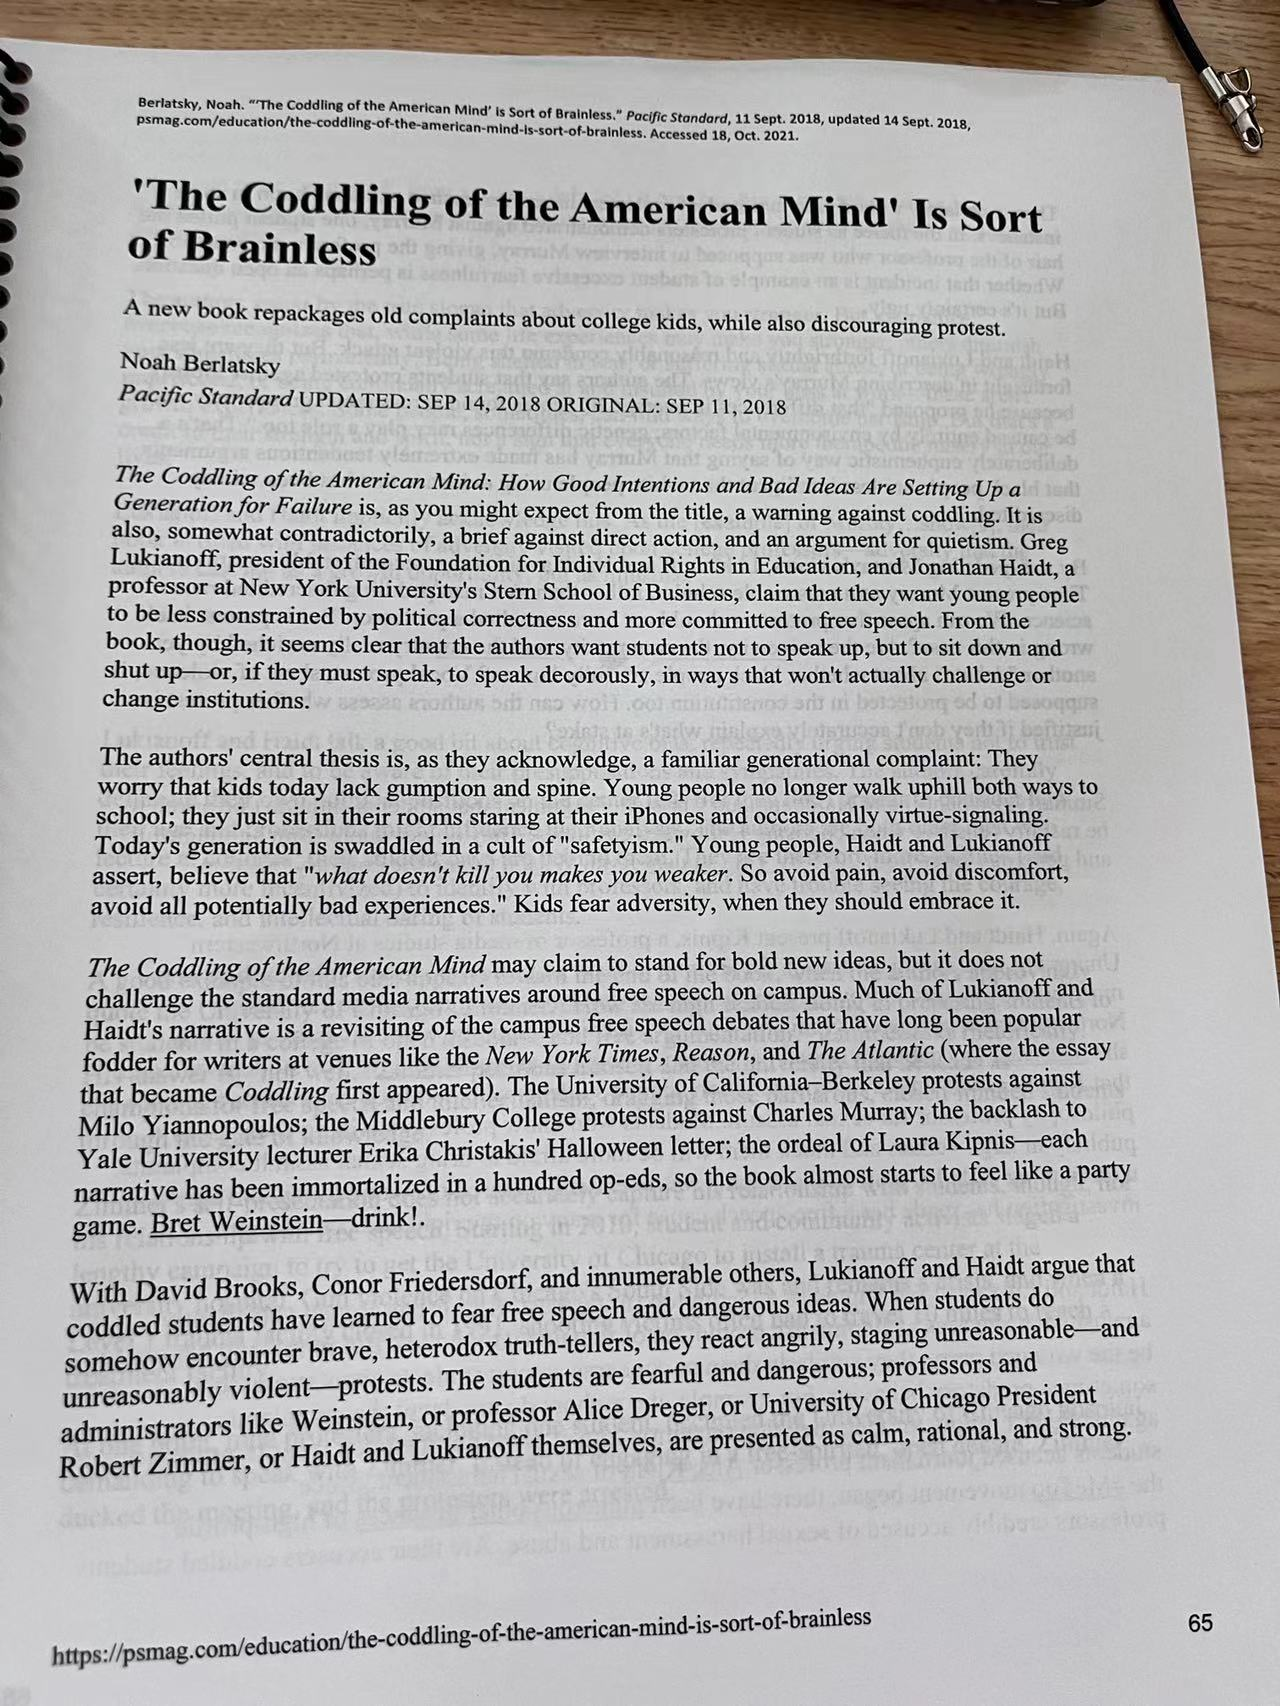 Berlatsky, Noah. "'The Coddling of the American Mind' is Sort of Brainless." Pacific Standard, 11 Sept. 2018, updated 14 Sept. 2018,
psmag.com/education/the-coddling-of-the-american-mind-is-sort-of-brainless. Accessed 18, Oct. 2021.
'The Coddling of the American Mind' Is Sort
of Brainless
A new book repackages old complaints about college kids, while also discouraging protest.
Noah Berlatsky
Pacific Standard UPDATED: SEP 14, 2018 ORIGINAL: SEP 11, 2018
The Coddling of the American Mind: How Good Intentions and Bad Ideas Are Setting Up a
Generation for Failure is, as you might expect from the title, a warning against coddling. It is
also, somewhat contradictorily, a brief against direct action, and an argument for quietism. Greg
Lukianoff, president of the Foundation for Individual Rights in Education, and Jonathan Haidt, a
professor at New York University's Stern School of Business, claim that they want young people
to be less constrained by political correctness and more committed to free speech. From the
book, though, it seems clear that the authors want students not to speak up, but to sit down and
shut up—or, if they must speak, to speak decorously, in ways that won't actually challenge or
change institutions.
The authors' central thesis is, as they acknowledge, a familiar generational complaint: They
worry that kids today lack gumption and spine. Young people no longer walk uphill both ways to
school; they just sit in their rooms staring at their iPhones and occasionally virtue-signaling.
Today's generation is swaddled in a cult of "safetyism." Young people, Haidt and Lukianoff
assert, believe that "what doesn't kill you makes you weaker. So avoid pain, avoid discomfort,
avoid all potentially bad experiences." Kids fear adversity, when they should embrace it.
The Coddling of the American Mind may claim to stand for bold new ideas, but it does not
challenge the standard media narratives around free speech on campus. Much of Lukianoff and
Haidt's narrative is a revisiting of the campus free speech debates that have long been popular
fodder for writers at venues like the New York Times, Reason, and The Atlantic (where the essay
that became Coddling first appeared). The University of California–Berkeley protests against
Milo Yiannopoulos; the Middlebury College protests against Charles Murray; the backlash to
Yale University lecturer Erika Christakis' Halloween letter; the ordeal of Laura Kipnis—each
narrative has been immortalized in a hundred op-eds, so the book almost starts to feel like a party
game. Bret Weinstein—drink!.
With David Brooks, Conor Friedersdorf, and innumerable others, Lukianoff and Haidt argue that
coddled students have learned to fear free speech and dangerous ideas. When students do
somehow encounter brave, heterodox truth-tellers, they react angrily, staging unreasonable—and
unreasonably violent—protests. The students are fearful and dangerous; professors and
administrators like Weinstein, or professor Alice Dreger, or University of Chicago President
Robert Zimmer, or Haidt and Lukianoff themselves, are presented as calm, rational, and strong.
https://psmag.com/education/the-coddling-of-the-american-mind-is-sort-of-brainless
65